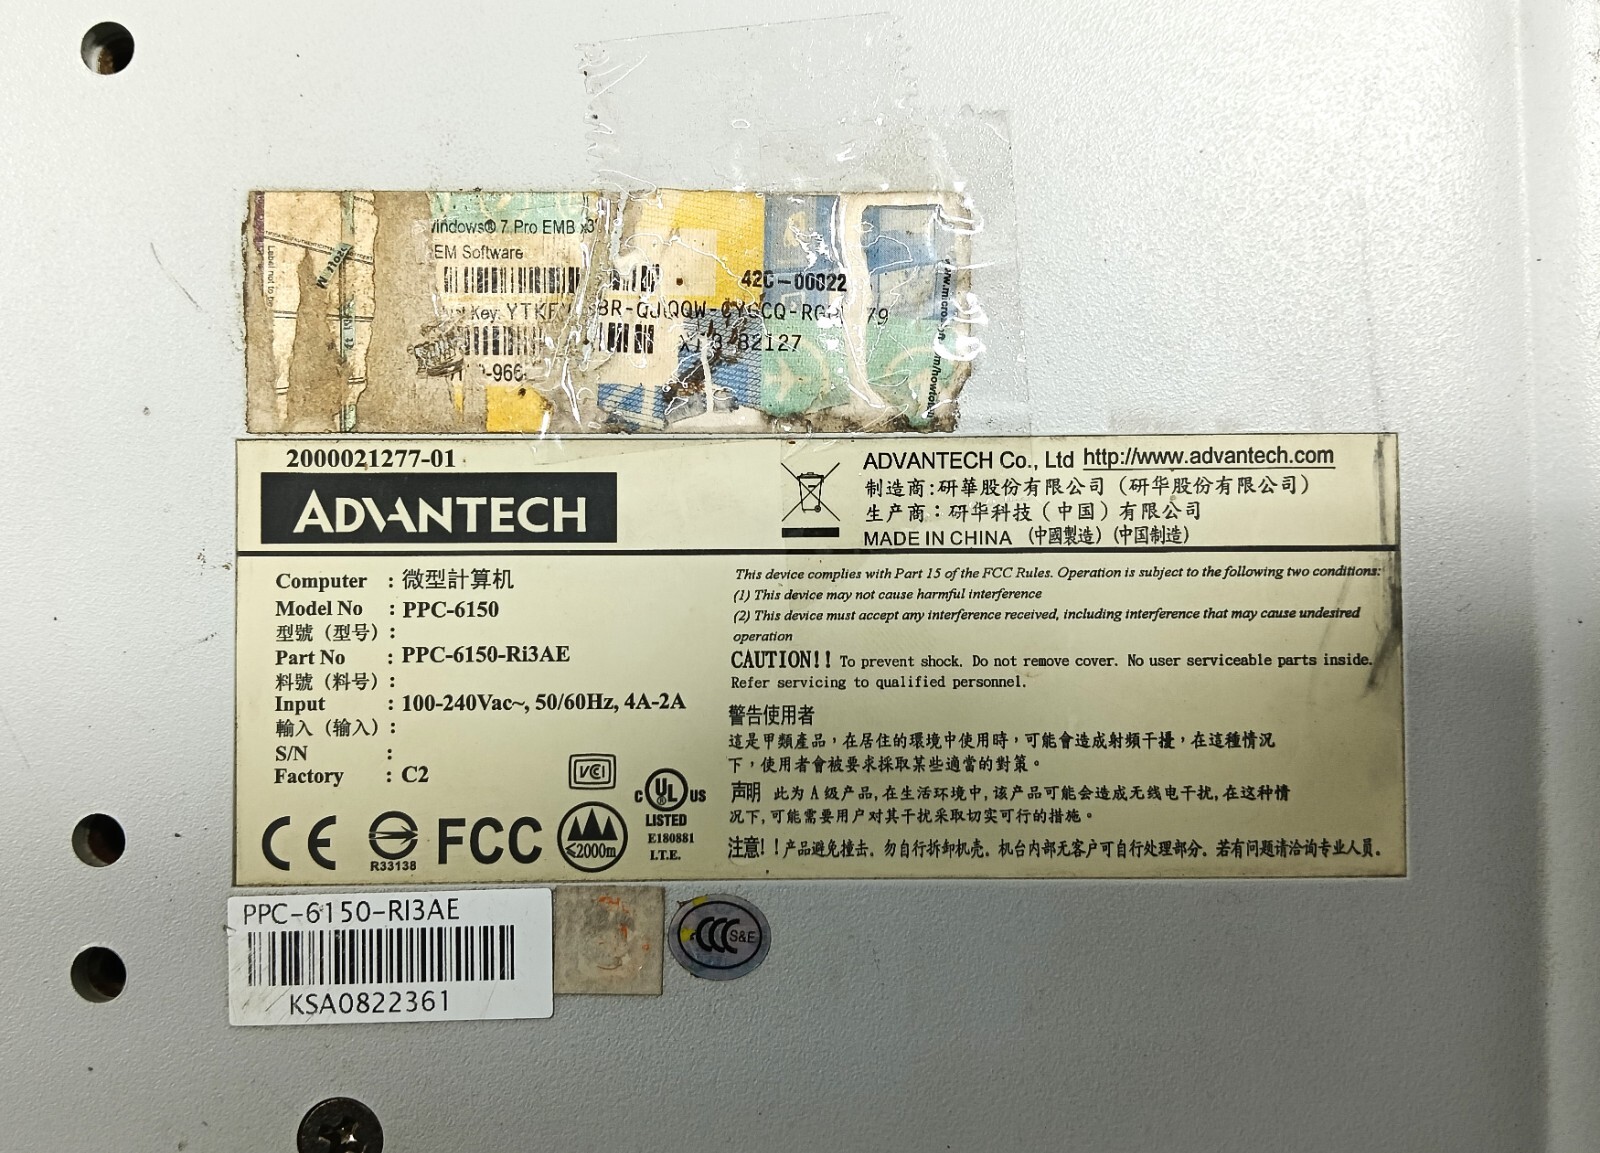 indows® 7 Pro EMB x3
EM Software
42C-00022
Key:
82127
2000021277-01
ADVANTECH
ADVANTECH Co., Ltd http://www.advantech.com
制造商:研華股份有限公司（研华股份有限公司）
生产商：研华科技（中国）有限公司
MADE IN CHINA （中國製造）(中国制造)
Computer : 微型計算机
Model No : PPC-6150
型號（型号）:
Part No : PPC-6150-Ri3AE
料號（料号）:
Input : 100-240Vac~, 50/60Hz, 4A-2A
輸入（输入）:
S/N :
Factory : C2
VCI
C UL US
LISTED
E180881
I.T.E.
CE
R33138
FCC
≤2000m
This device complies with Part 15 of the FCC Rules. Operation is subject to the following two conditions:
(1) This device may not cause harmful interference
(2) This device must accept any interference received, including interference that may cause undesired
operation
CAUTION!! To prevent shock. Do not remove cover. No user serviceable parts inside.
Refer servicing to qualified personnel.
警告使用者
這是甲類產品，在居住的環境中使用時，可能會造成射頻干擾，在這種情況
下，使用者會被要求採取某些適當的對策。
声明 此为 A 级产品,在生活环境中,该产品可能会造成无线电干扰,在这种情
况下,可能需要用户对其干扰采取切实可行的措施。
注意!！产品避免撞击. 勿自行拆卸机壳. 机台内部无客户可自行处理部分. 若有问题请洽询专业人员.
PPC-6150-RI3AE
KSA0822361
CCC S&E